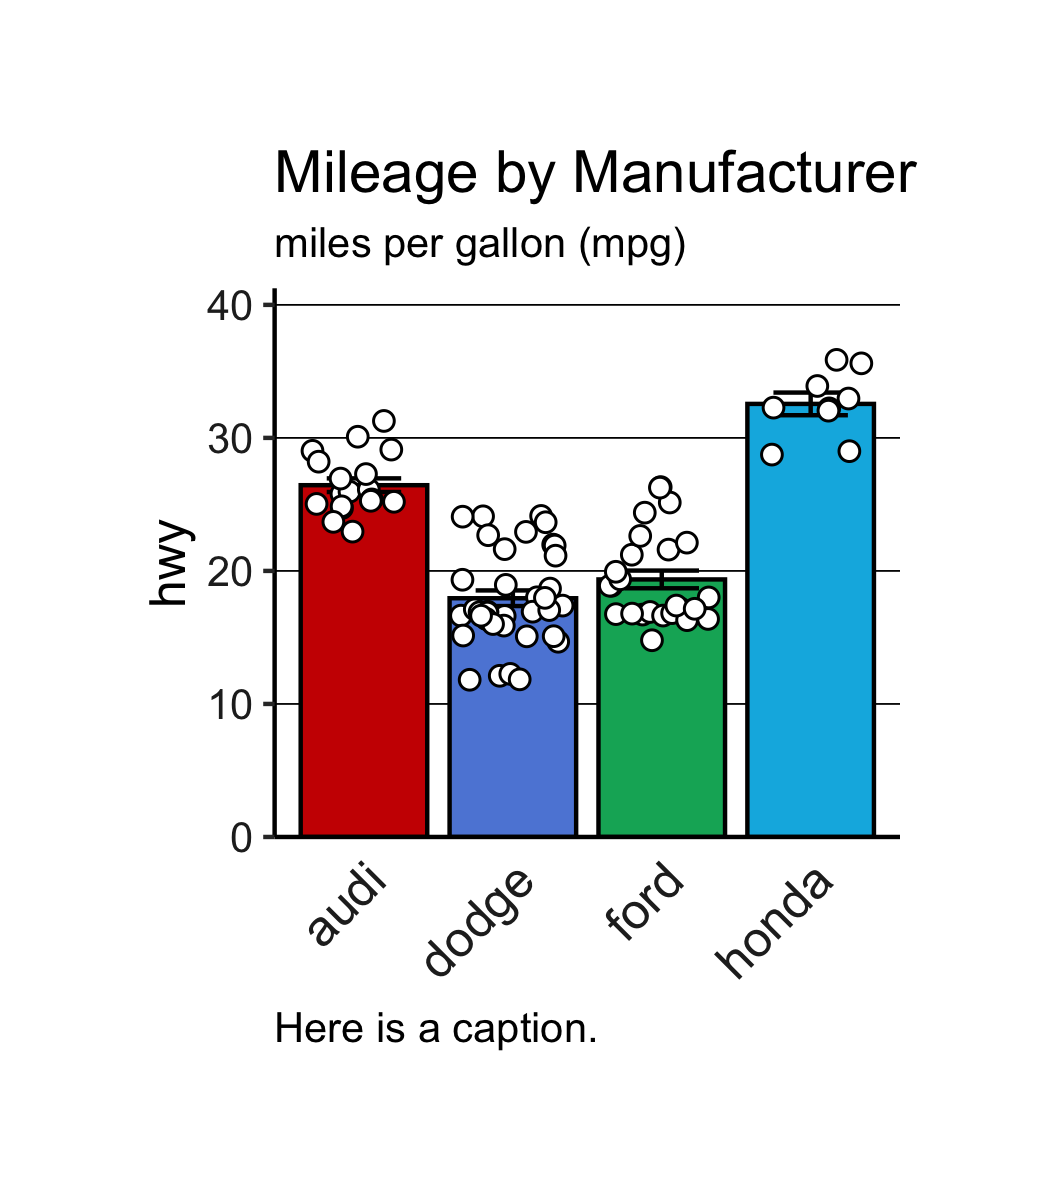 Mileage by Manufacturer
miles per gallon (mpg)
40
30
20
10
0
hwy
audi
dodge
ford
honda
Here is a caption.